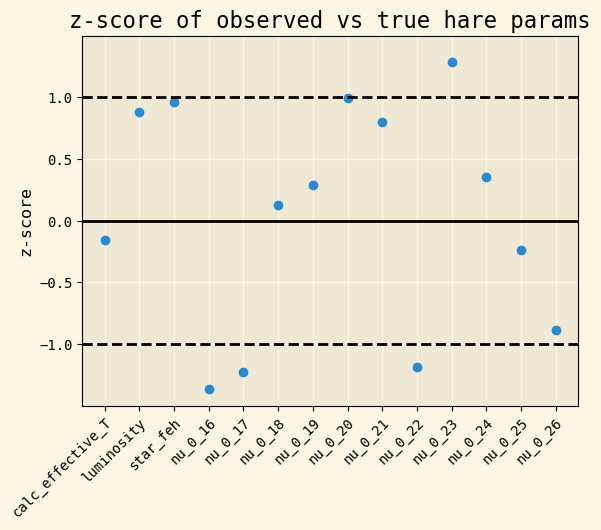 z-score of observed vs true hare params
z-score
1.0
0.5
0.0
−0.5
−1.0
calc_effective_T
luminosity
star_feh
nu_0_16
nu_0_17
nu_0_18
nu_0_19
nu_0_20
nu_0_21
nu_0_22
nu_0_23
nu_0_24
nu_0_25
nu_0_26